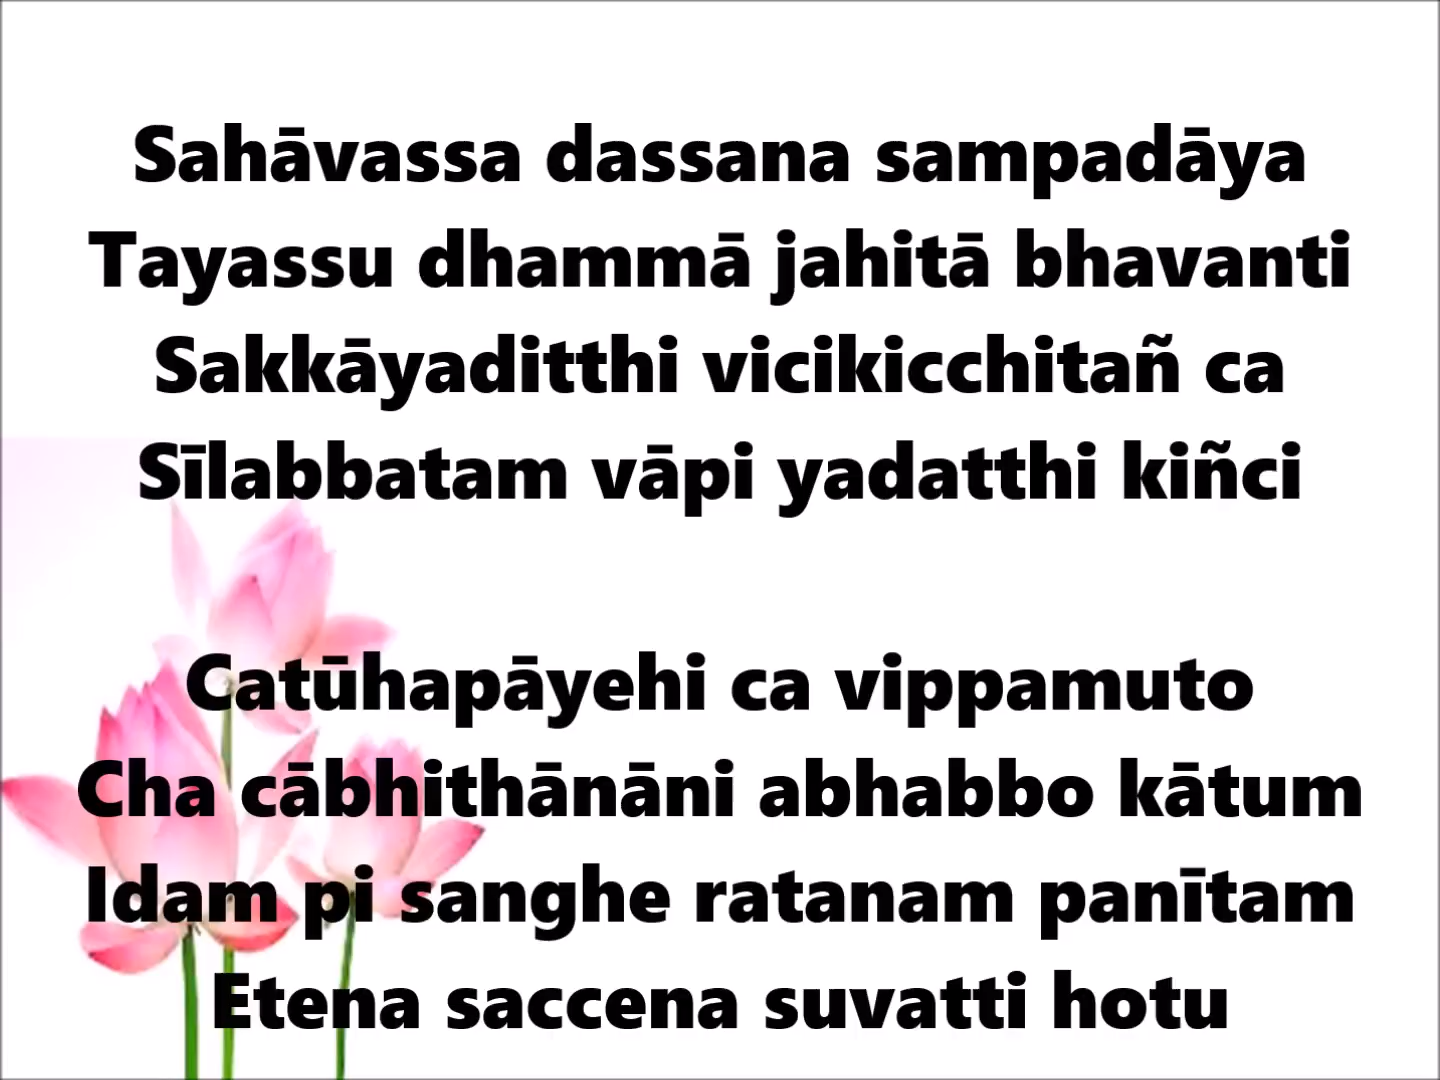 Sahāvassa dassana sampadāya
Tayassu dhammā jahitā bhavanti
Sakkāyaditthi vicikicchitañ ca
Sīlabbatam vāpi yadatthi kiñci
Catūhapāyehi ca vippamuto
Cha cābhithānāni abhabbo kātum
Idam pi sanghe ratanam panītam
Etena saccena suvatti hotu